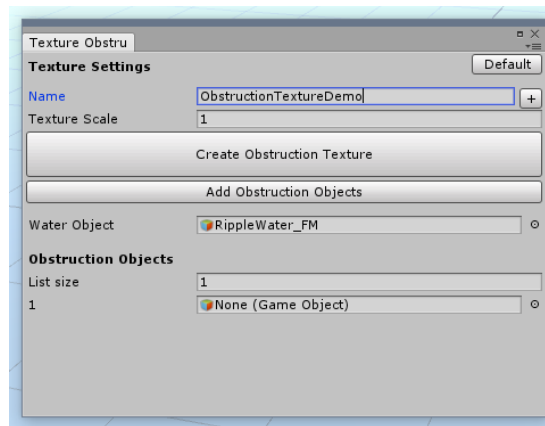 Texture Obstru
Texture Settings
Default
Name
ObstructionTextureDemo
+
Texture Scale
1
Create Obstruction Texture
Add Obstruction Objects
Water Object
RippleWater_FM
Obstruction Objects
List size
1
1
None (Game Object)